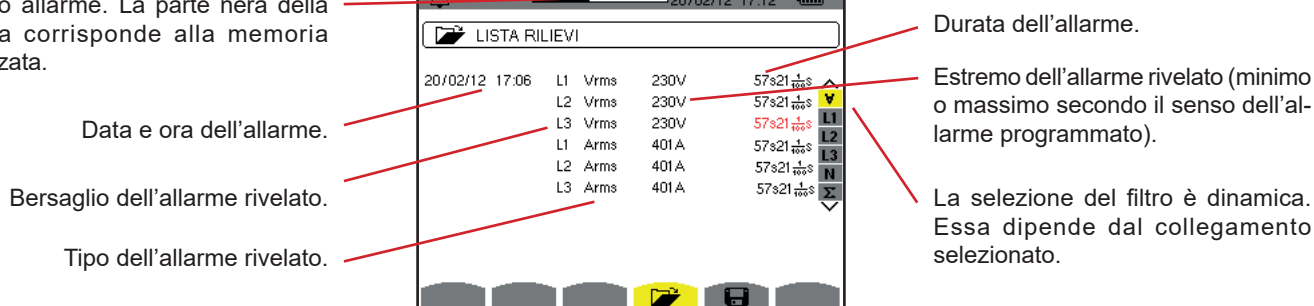 o allarme. La parte nera della
a corrisponde alla memoria
zata.
Data e ora dell'allarme.
Bersaglio dell'allarme rivelato.
Tipo dell'allarme rivelato.
20/02/12 17:12
LISTA RILIEVI
20/02/12 17:06 L1 Vrms 230V 57s21 1/100 s
L2 Vrms 230V 57s21 1/100 s
L3 Vrms 230V 57s21 1/100 s
L1 Arms 401A 57s21 1/100 s
L2 Arms 401A 57s21 1/100 s
L3 Arms 401A 57s21 1/100 s
∀
L1
L2
L3
N
Σ
Durata dell'allarme.
Estremo dell'allarme rivelato (minimo
o massimo secondo il senso dell'al-
larme programmato).
La selezione del filtro è dinamica.
Essa dipende dal collegamento
selezionato.